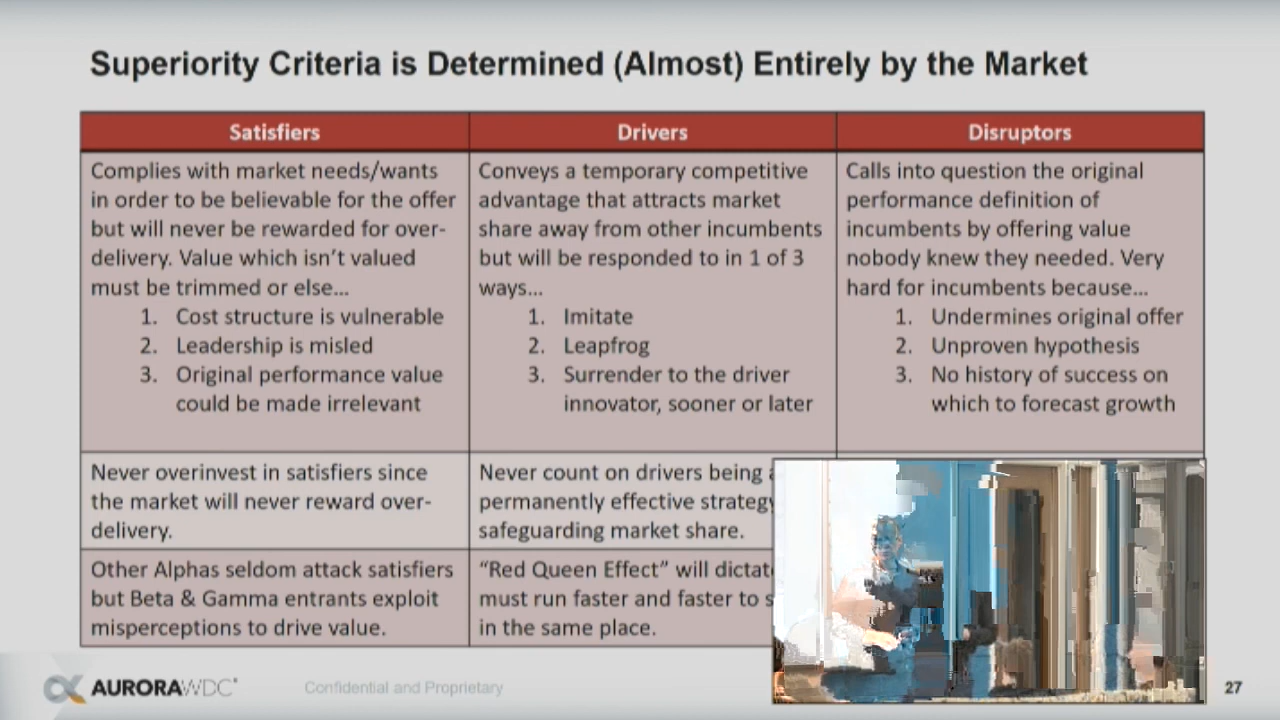 Superiority Criteria is Determined (Almost) Entirely by the Market
Satisfiers
Complies with market needs/wants
in order to be believable for the offer
but will never be rewarded for over-
delivery. Value which isn't valued
must be trimmed or else...
1. Cost structure is vulnerable
2. Leadership is misled
3. Original performance value
could be made irrelevant
Drivers
Conveys a temporary competitive
advantage that attracts market
share away from other incumbents
but will be responded to in 1 of 3
ways...
1. Imitate
2. Leapfrog
3. Surrender to the driver
innovator, sooner or later
Disruptors
Calls into question the original
performance definition of
incumbents by offering value
nobody knew they needed. Very
hard for incumbents because...
1. Undermines original offer
2. Unproven hypothesis
3. No history of success on
which to forecast growth
Never overinvest in satisfiers since
the market will never reward over-
delivery.
Never count on drivers being
permanently effective strategy
safeguarding market share.
Other Alphas seldom attack satisfiers
but Beta & Gamma entrants exploit
misperceptions to drive value.
"Red Queen Effect" will
must run faster and faster to
in the same place.
AURORAWDC
Confidential and Proprietary
27